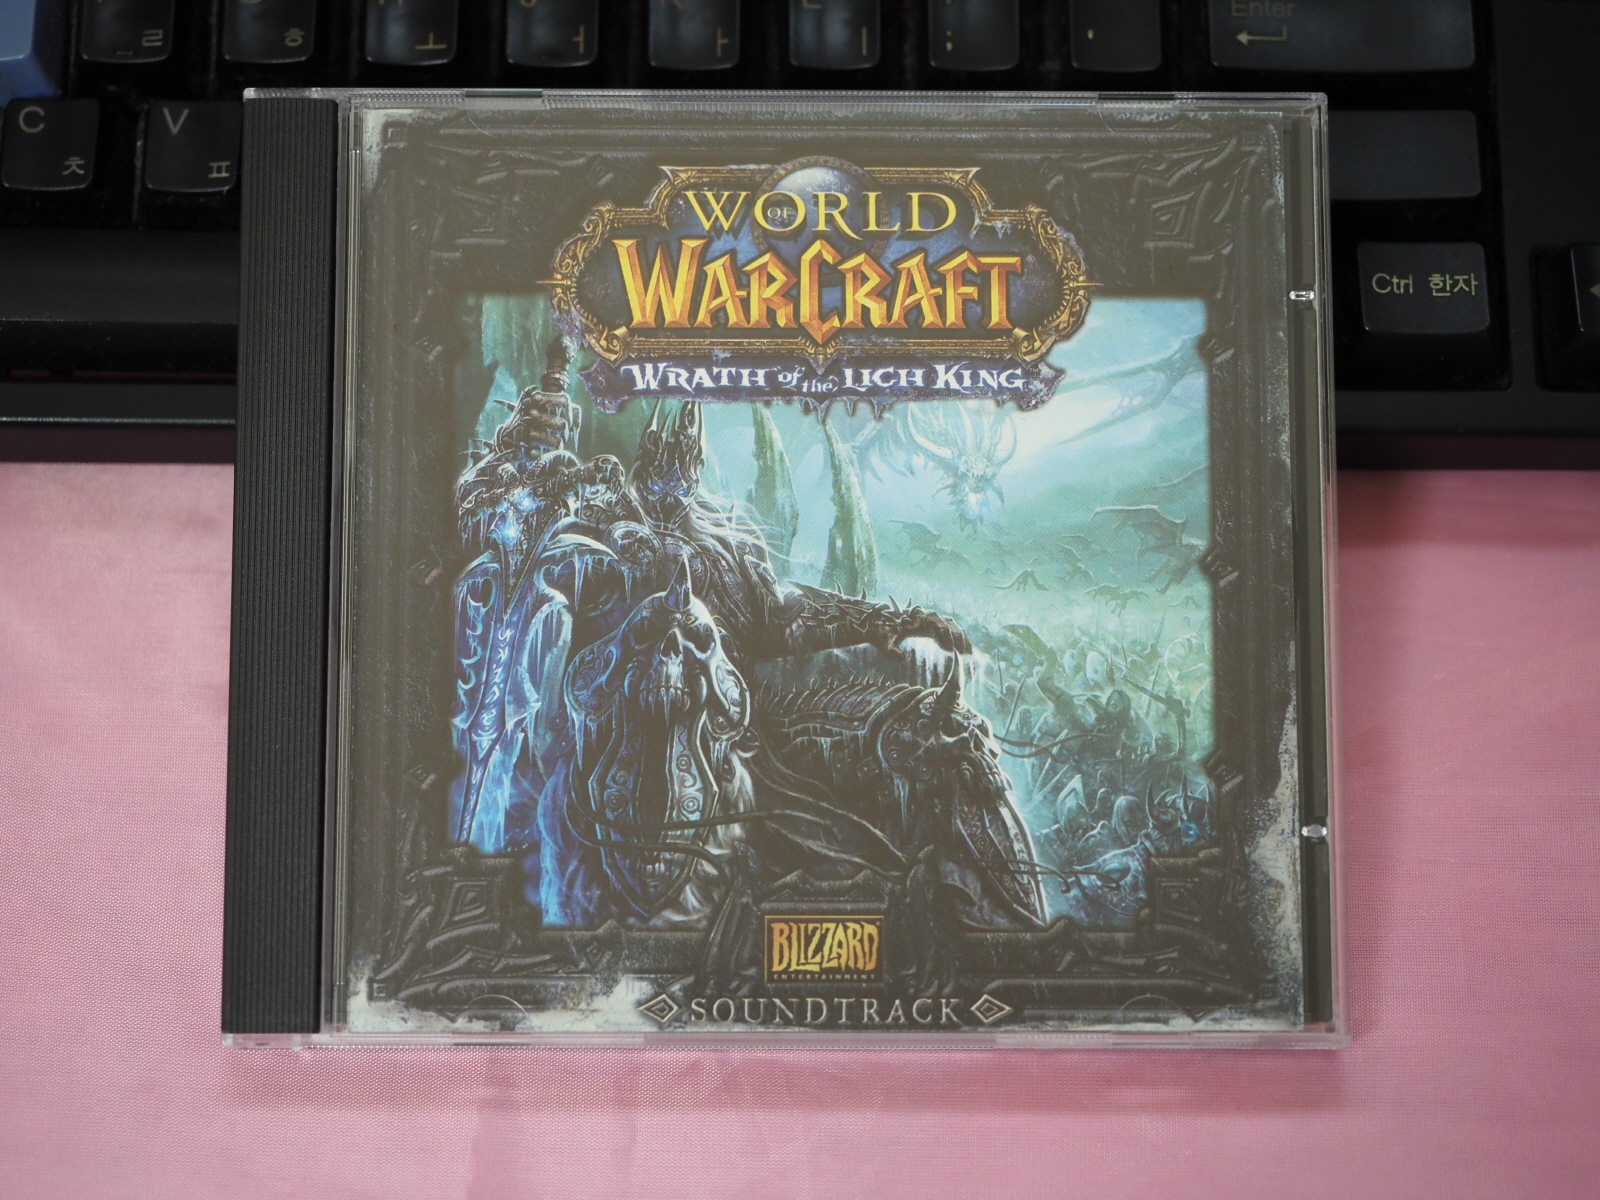 ㄹ
ㅎ
ㅗ
ㅓ
ㅏ
ㅣ
;
'
Enter
C
ㅊ
V
ㅍ
Ctrl 한자
WORLD
OF
WARCRAFT
WRATH of the LICH KING
BLIZZARD
ENTERTAINMENT
SOUNDTRACK